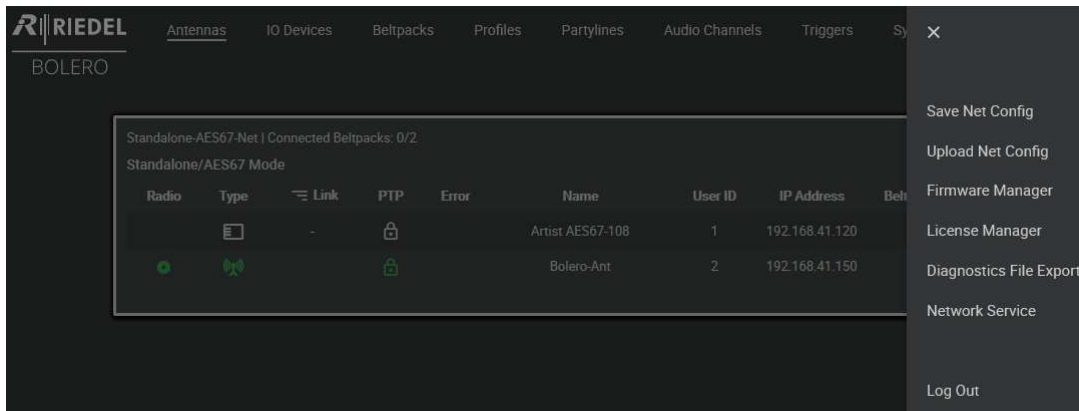 RIEDEL
BOLERO
Antennas IO Devices Beltpacks Profiles Partylines Audio Channels Triggers Sy
Standalone-AES67-Net | Connected Beltpacks: 0/2
Standalone/AES67 Mode
Radio Type Link PTP Error Name User ID IP Address Belt
- Artist AES67-108 1 192.168.41.120
Bolero-Ant 2 192.168.41.150
Save Net Config
Upload Net Config
Firmware Manager
License Manager
Diagnostics File Export
Network Service
Log Out